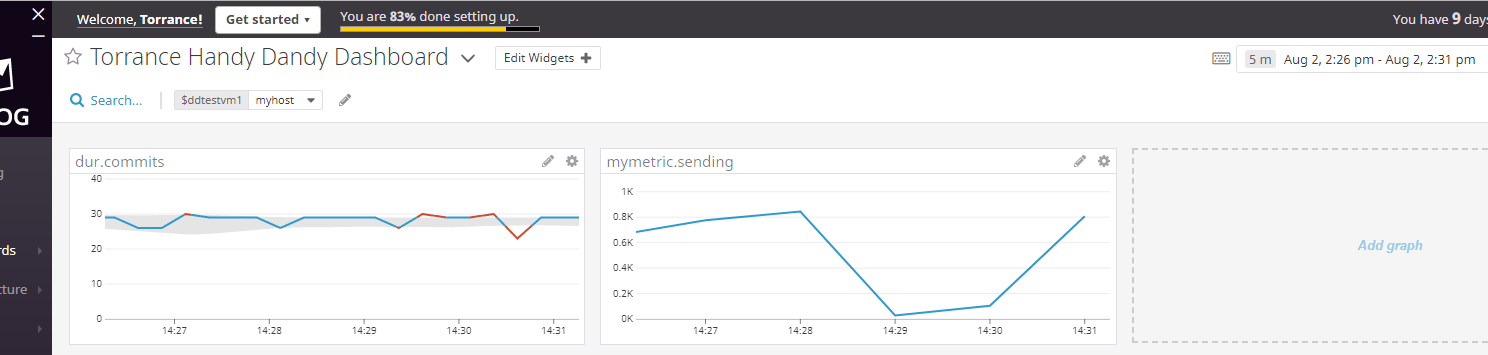 Welcome, Torrance! Get started You are 83% done setting up. You have 9 days
Torrance Handy Dandy Dashboard Edit Widgets 5 m Aug 2, 2:26 pm - Aug 2, 2:31 pm
OG
Search... $ddtestvm1 myhost
g
rds
cture
dur.commits
40
30
20
10
0
14:27 14:28 14:29 14:30 14:31
mymetric.sending
1K
0.8K
0.6K
0.4K
0.2K
0K
14:27 14:28 14:29 14:30 14:31
Add graph